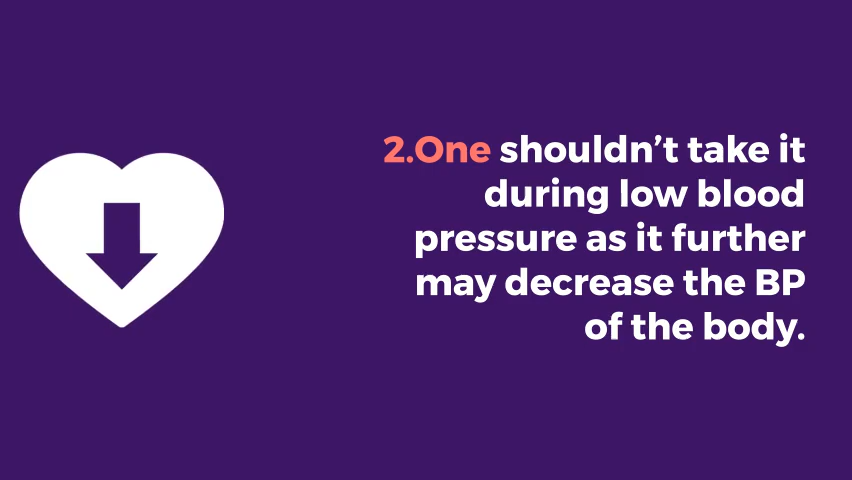 2.One shouldn’t take it
during low blood
pressure as it further
may decrease the BP
of the body.